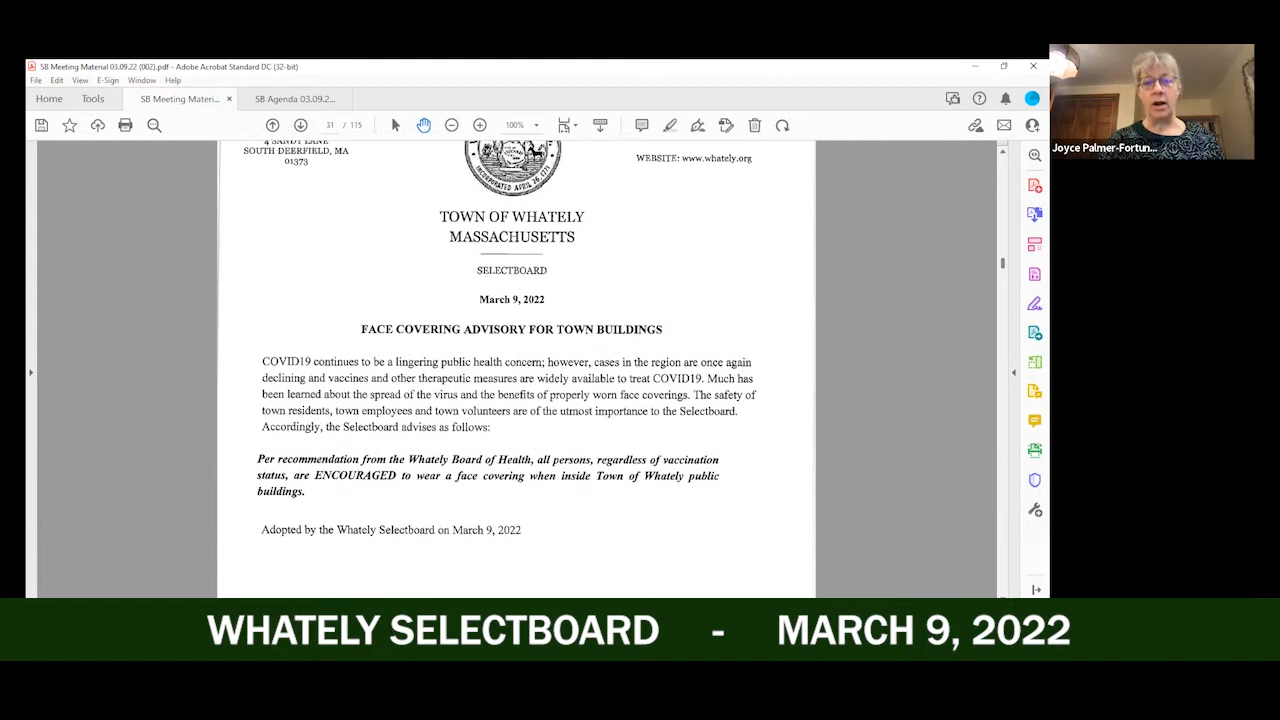 SB Meeting Material 03.09.22 (002).pdf - Adobe Acrobat Standard DC (32-bit)
File Edit View E-Sign Window Help
Home Tools SB Meeting Materi... × SB Agenda 03.09.2...
31 / 115 100%
4 SANDY LANE
SOUTH DEERFIELD, MA
01373
WEBSITE: www.whately.org
INCORPORATED APRIL 26, 1771
TOWN OF WHATELY
MASSACHUSETTS
SELECTBOARD
March 9, 2022
FACE COVERING ADVISORY FOR TOWN BUILDINGS
COVID19 continues to be a lingering public health concern; however, cases in the region are once again
declining and vaccines and other therapeutic measures are widely available to treat COVID19. Much has
been learned about the spread of the virus and the benefits of properly worn face coverings. The safety of
town residents, town employees and town volunteers are of the utmost importance to the Selectboard.
Accordingly, the Selectboard advises as follows:
Per recommendation from the Whately Board of Health, all persons, regardless of vaccination
status, are ENCOURAGED to wear a face covering when inside Town of Whately public
buildings.
Adopted by the Whately Selectboard on March 9, 2022
Joyce Palmer-Fortun...
WHATELY SELECTBOARD - MARCH 9, 2022